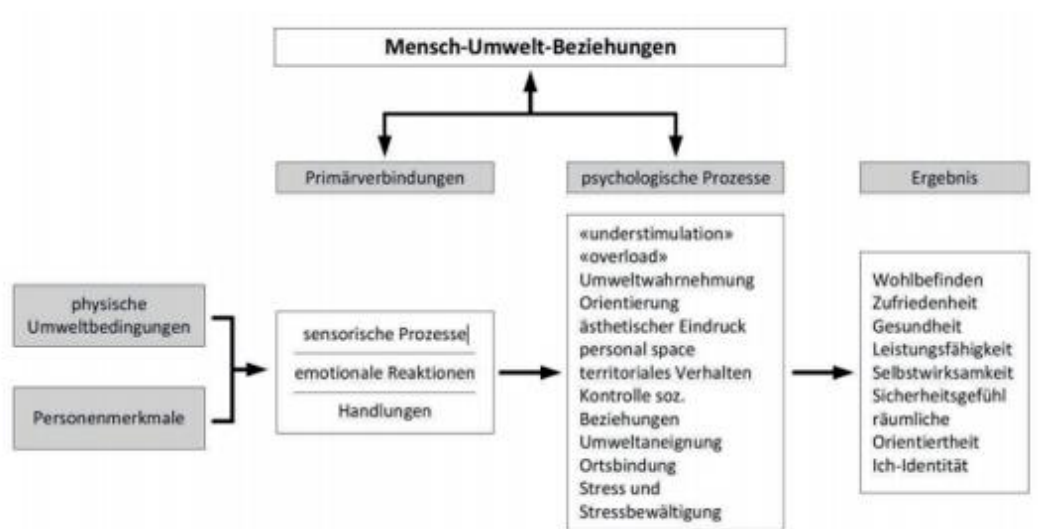 Mensch-Umwelt-Beziehungen
Primärverbindungen
psychologische Prozesse
Ergebnis
physische
Umweltbedingungen
Personenmerkmale
sensorische Prozesse
emotionale Reaktionen
Handlungen
«understimulation»
«overload»
Umweltwahrnehmung
Orientierung
ästhetischer Eindruck
personal space
territoriales Verhalten
Kontrolle soz.
Beziehungen
Umweltaneignung
Ortsbindung
Stress und
Stressbewältigung
Wohlbefinden
Zufriedenheit
Gesundheit
Leistungsfähigkeit
Selbstwirksamkeit
Sicherheitsgefühl
räumliche
Orientiertheit
Ich-Identität